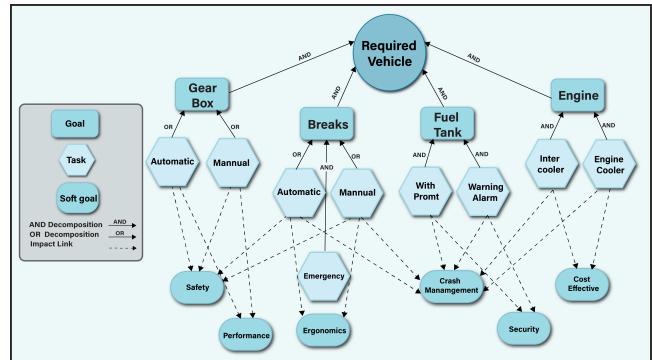 Required
Vehicle
AND
AND
AND
AND
Gear
Box
Breaks
Fuel
Tank
Engine
Goal
Task
Soft goal
AND Decomposition
AND
OR Decomposition
OR
Impact Link
OR
OR
OR
AND
OR
AND
AND
AND
AND
Automatic
Mannual
Automatic
Mannual
With
Promt
Warning
Alarm
Inter
cooler
Engine
Cooler
Emergency
Safety
Performance
Ergonomics
Crash
Mamangement
Security
Cost
Effective